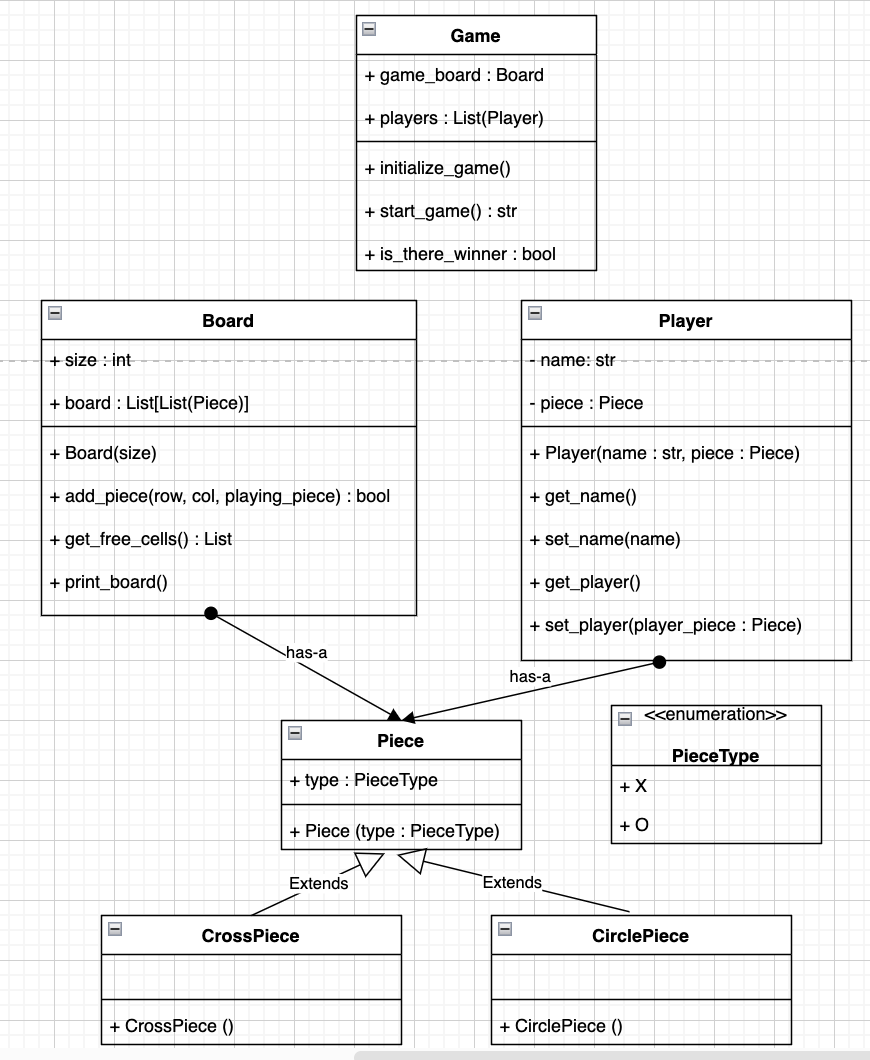 Game
+ game_board : Board
+ players : List(Player)
+ initialize_game()
+ start_game() : str
+ is_there_winner : bool
Board
+ size : int
+ board : List[List(Piece)]
+ Board(size)
+ add_piece(row, col, playing_piece) : bool
+ get_free_cells() : List
+ print_board()
Player
- name: str
- piece : Piece
+ Player(name : str, piece : Piece)
+ get_name()
+ set_name(name)
+ get_player()
+ set_player(player_piece : Piece)
has-a
has-a
Piece
+ type : PieceType
+ Piece (type : PieceType)
<<enumeration>>
PieceType
+ X
+ O
Extends
Extends
CrossPiece
+ CrossPiece ()
CirclePiece
+ CirclePiece ()